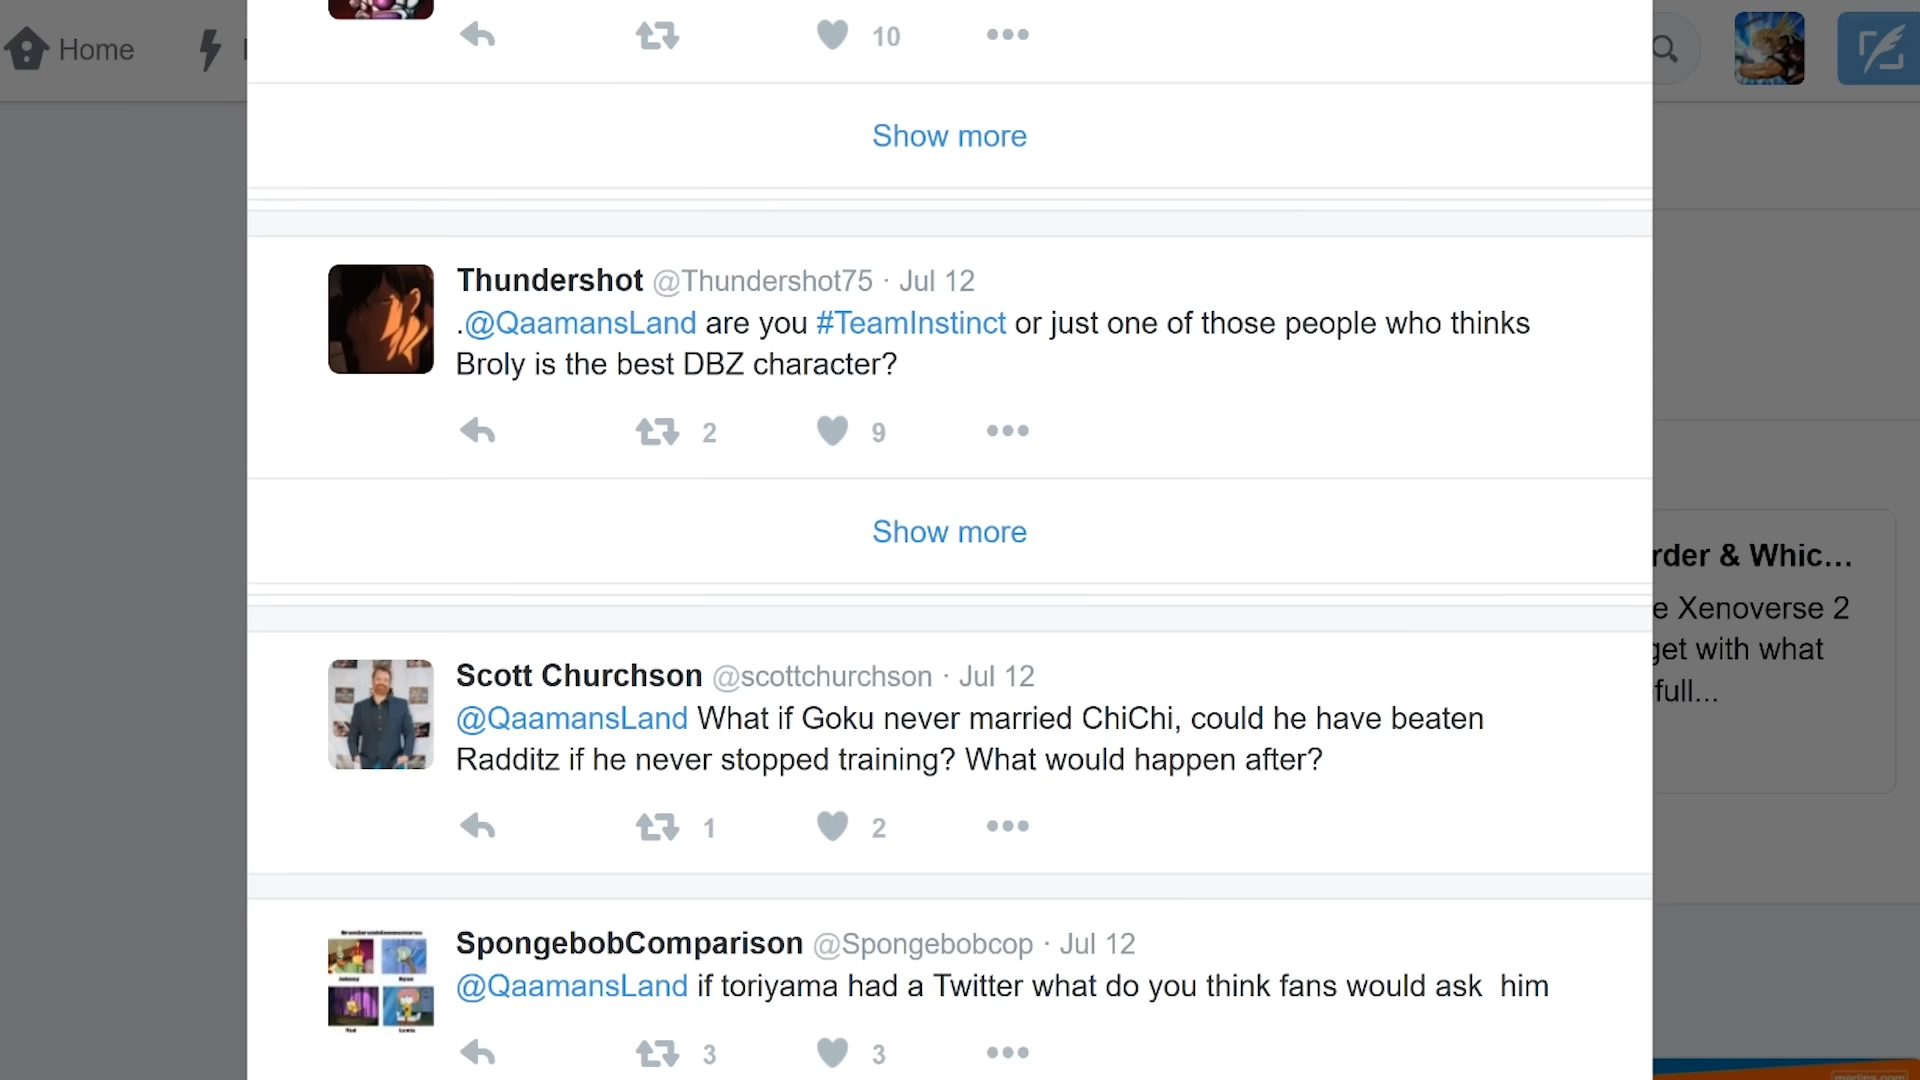 Home
10
Show more
Thundershot @Thundershot75 · Jul 12
.@QaamansLand are you #TeamInstinct or just one of those people who thinks
Broly is the best DBZ character?
2 9
Show more
rder & Whic...
e Xenoverse 2
get with what
full...
Scott Churchson @scottchurchson · Jul 12
@QaamansLand What if Goku never married ChiChi, could he have beaten
Radditz if he never stopped training? What would happen after?
1 2
SpongebobComparison @Spongebobcop · Jul 12
@QaamansLand if toriyama had a Twitter what do you think fans would ask him
3 3